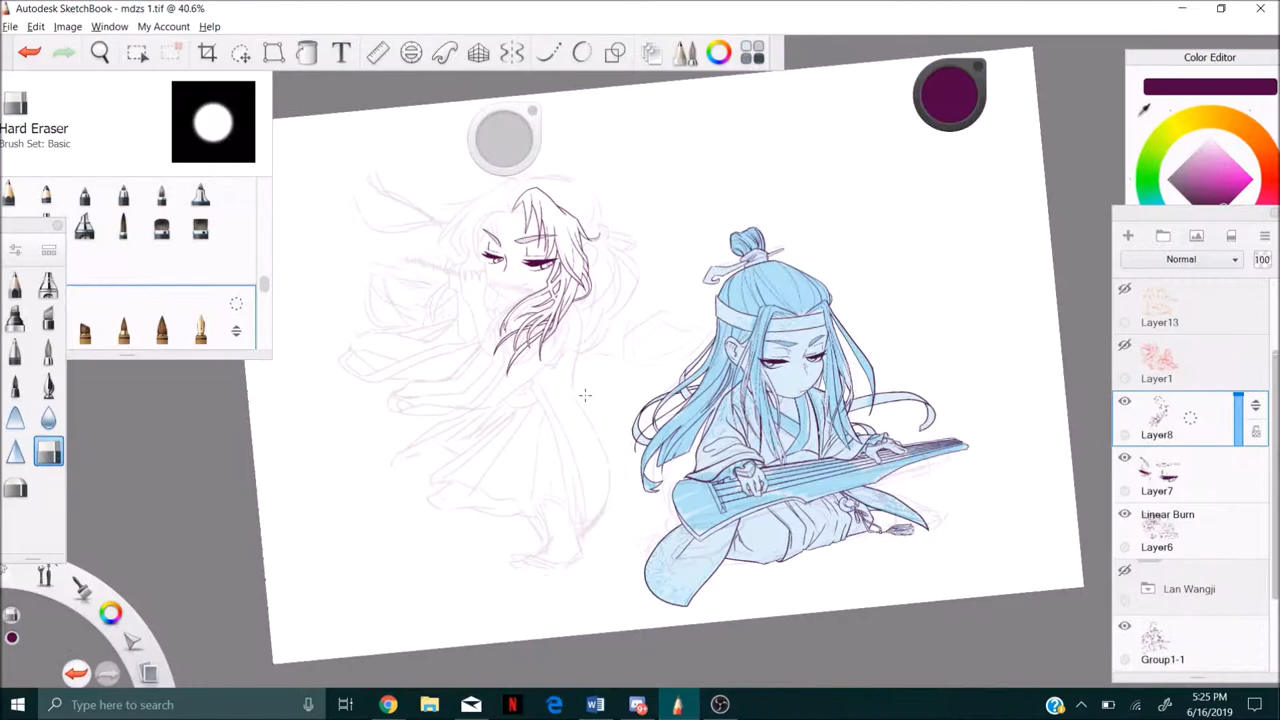 Autodesk SketchBook - mdzs 1.tif @ 40.6%
File Edit Image Window My Account Help
T
Hard Eraser
Brush Set: Basic
Color Editor
Normal 100
Layer13
Layer1
Layer8
Layer7
Linear Burn
Layer6
Lan Wangji
Group1-1
Type here to search
5:25 PM
6/16/2019